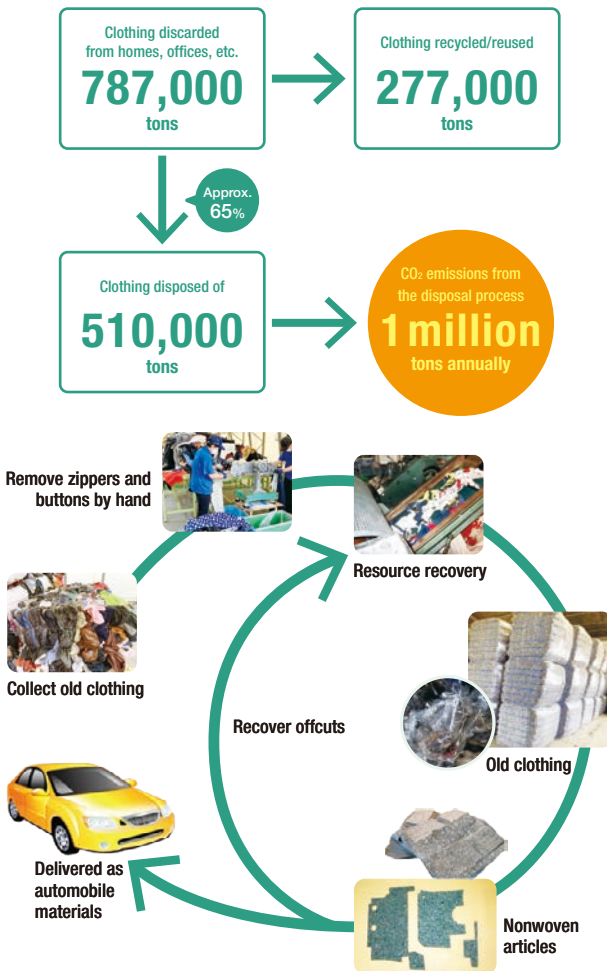 Clothing discarded
from homes, offices, etc.
787,000
tons
Clothing recycled/reused
277,000
tons
Approx.
65%
Clothing disposed of
510,000
tons
CO₂ emissions from
the disposal process
1 million
tons annually
Remove zippers and
buttons by hand
Resource recovery
Collect old clothing
Recover offcuts
Old clothing
Delivered as
automobile
materials
Nonwoven
articles